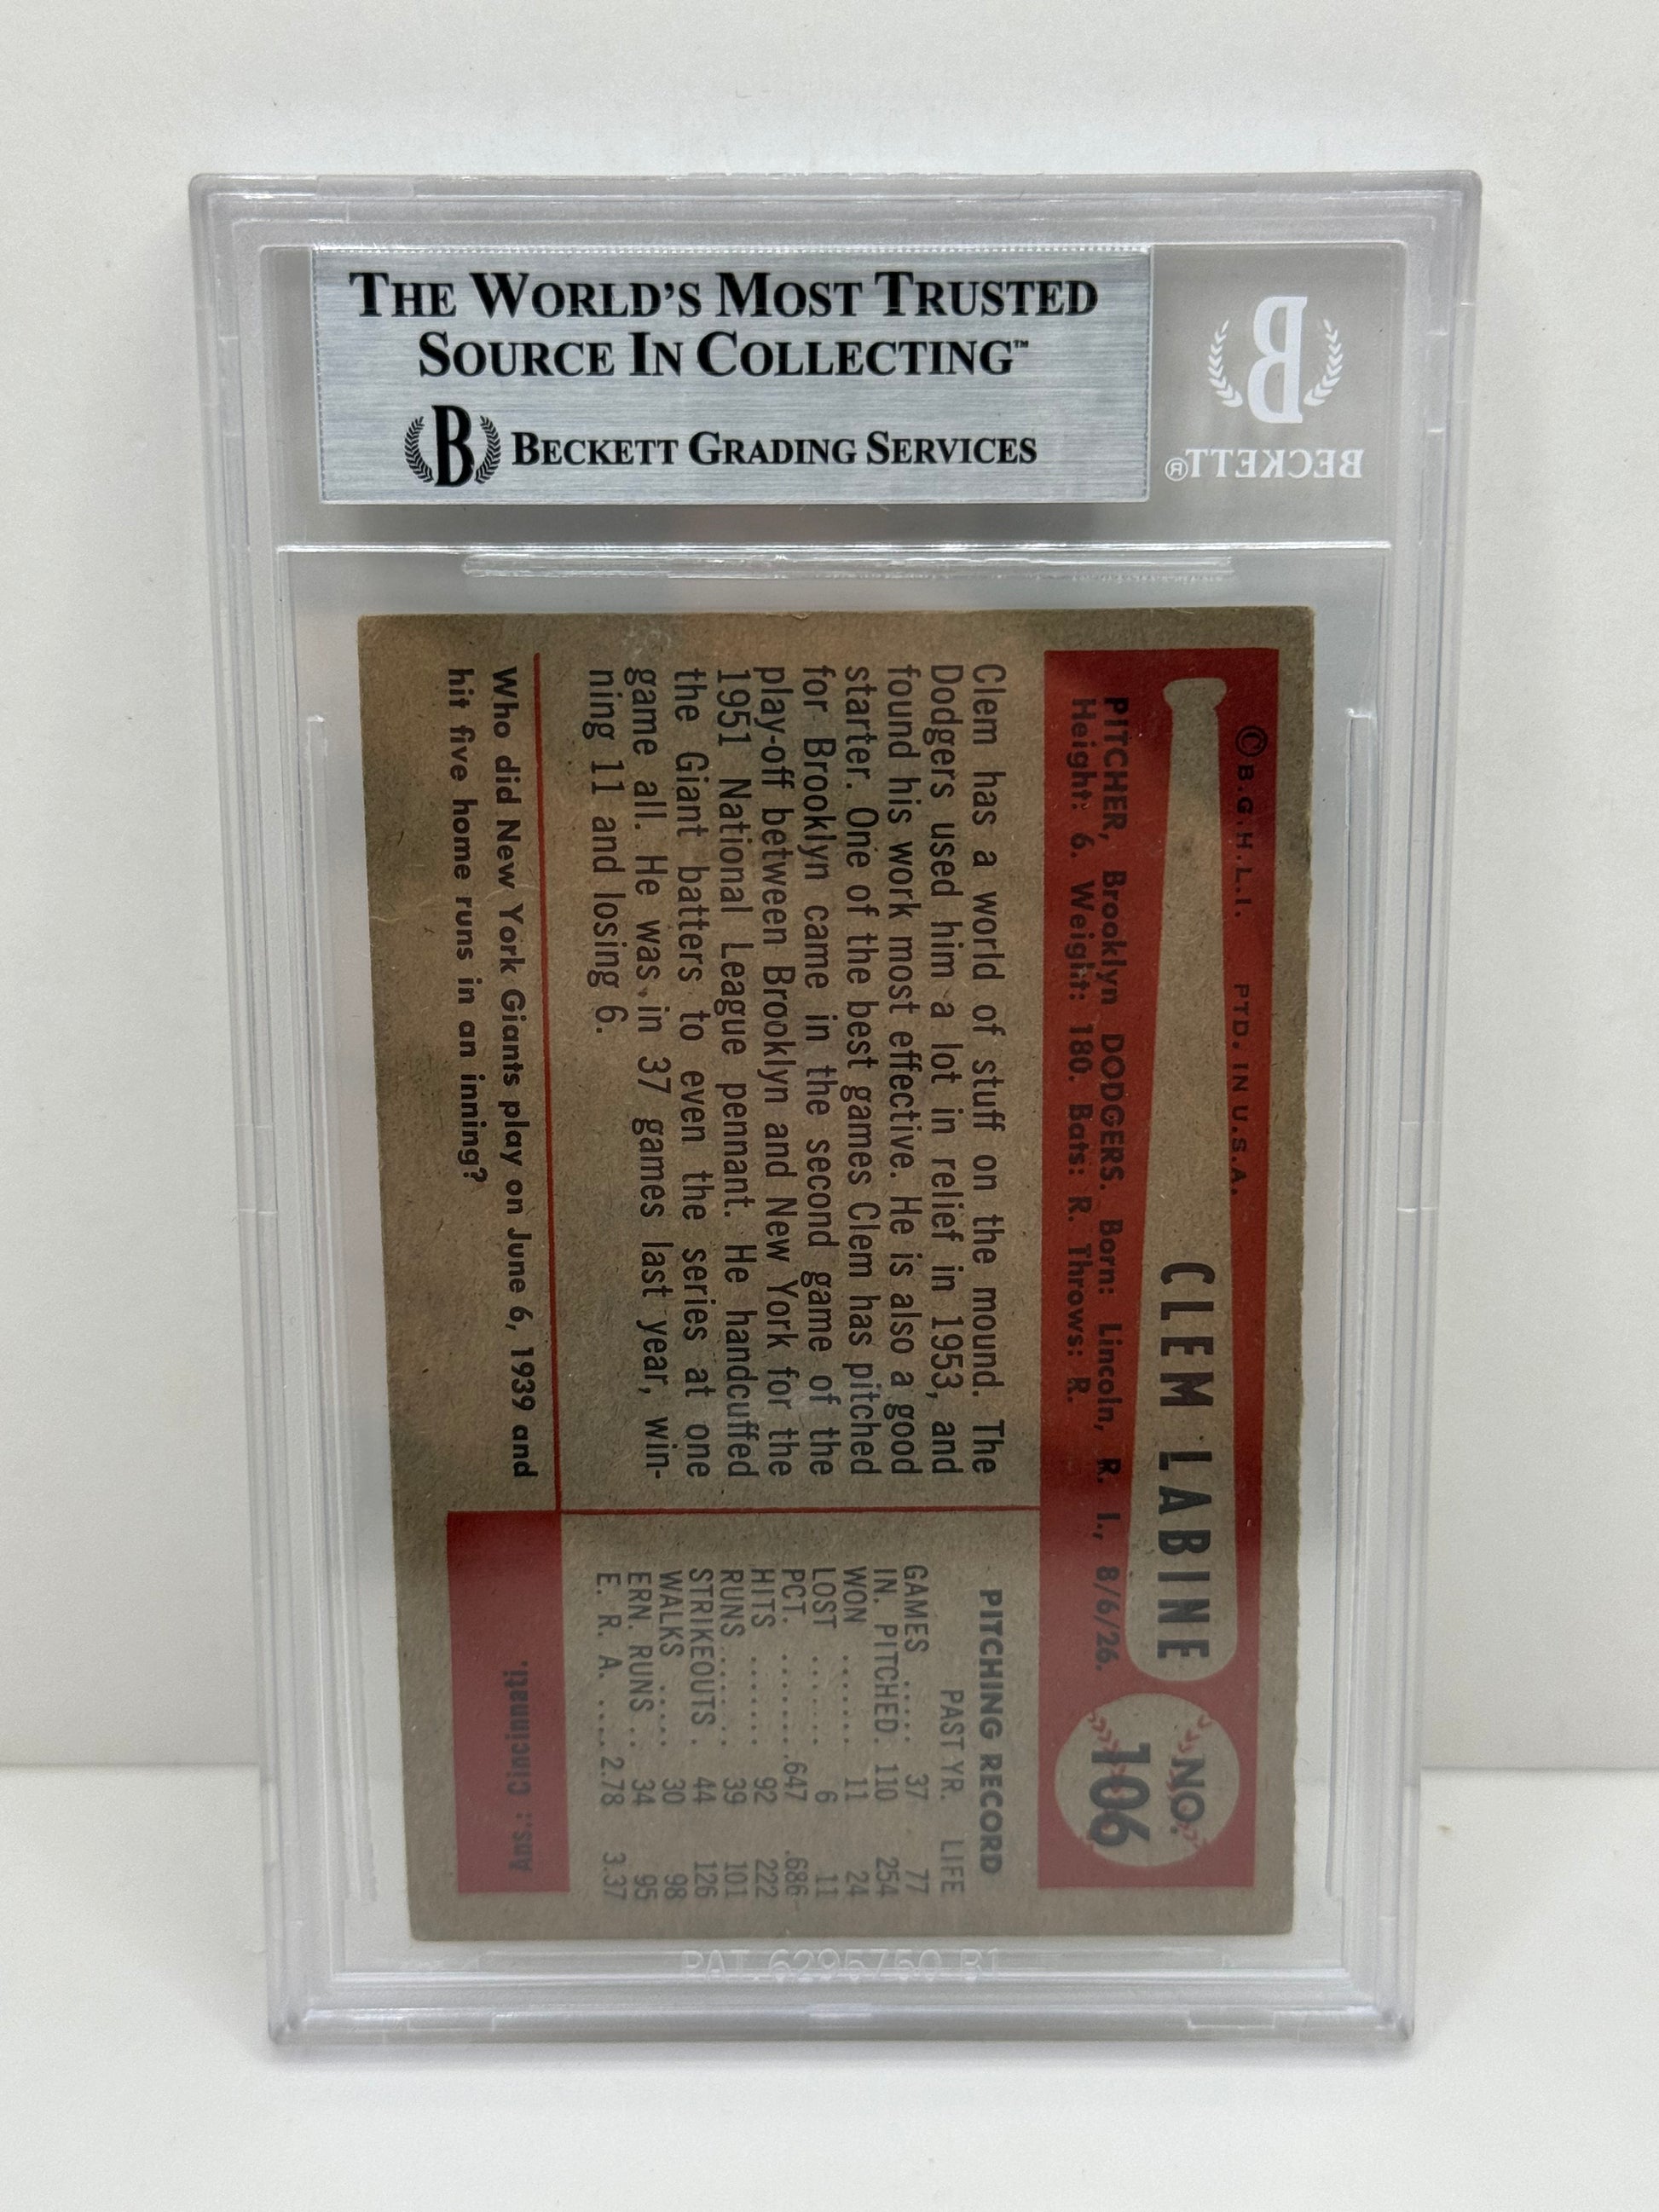 THE WORLD'S MOST TRUSTED
SOURCE IN COLLECTING™
B BECKETT GRADING SERVICES
B
BECKETT®
© B.G.H.L.I. PTD. IN U.S.A.
CLEM LABINE
NO.
106
PITCHER, Brooklyn DODGERS. Born: Lincoln, R. I., 8/6/26.
Height: 6. Weight: 180. Bats: R. Throws: R.
Clem has a world of stuff on the mound. The
Dodgers used him a lot in relief in 1953, and
found his work most effective. He is also a good
starter. One of the best games Clem has pitched
for Brooklyn came in the second game of the
play-off between Brooklyn and New York for the
1951 National League pennant. He handcuffed
the Giant batters to even the series at one
game all. He was in 37 games last year, win-
ning 11 and losing 6.
PITCHING RECORD
PAST YR. LIFE
GAMES ..... 37 77
IN. PITCHED. 110 254
WON ....... 11 24
LOST ...... 6 11
PCT. ....... .647 .686
HITS ...... 92 222
RUNS ...... 39 101
STRIKEOUTS . 44 126
WALKS ..... 30 98
ERN. RUNS .. 34 95
E. R. A. .... 2.78 3.37
Who did New York Giants play on June 6, 1939 and
hit five home runs in an inning?
Ans.: Cincinnati.
PAT. 6295750 B1